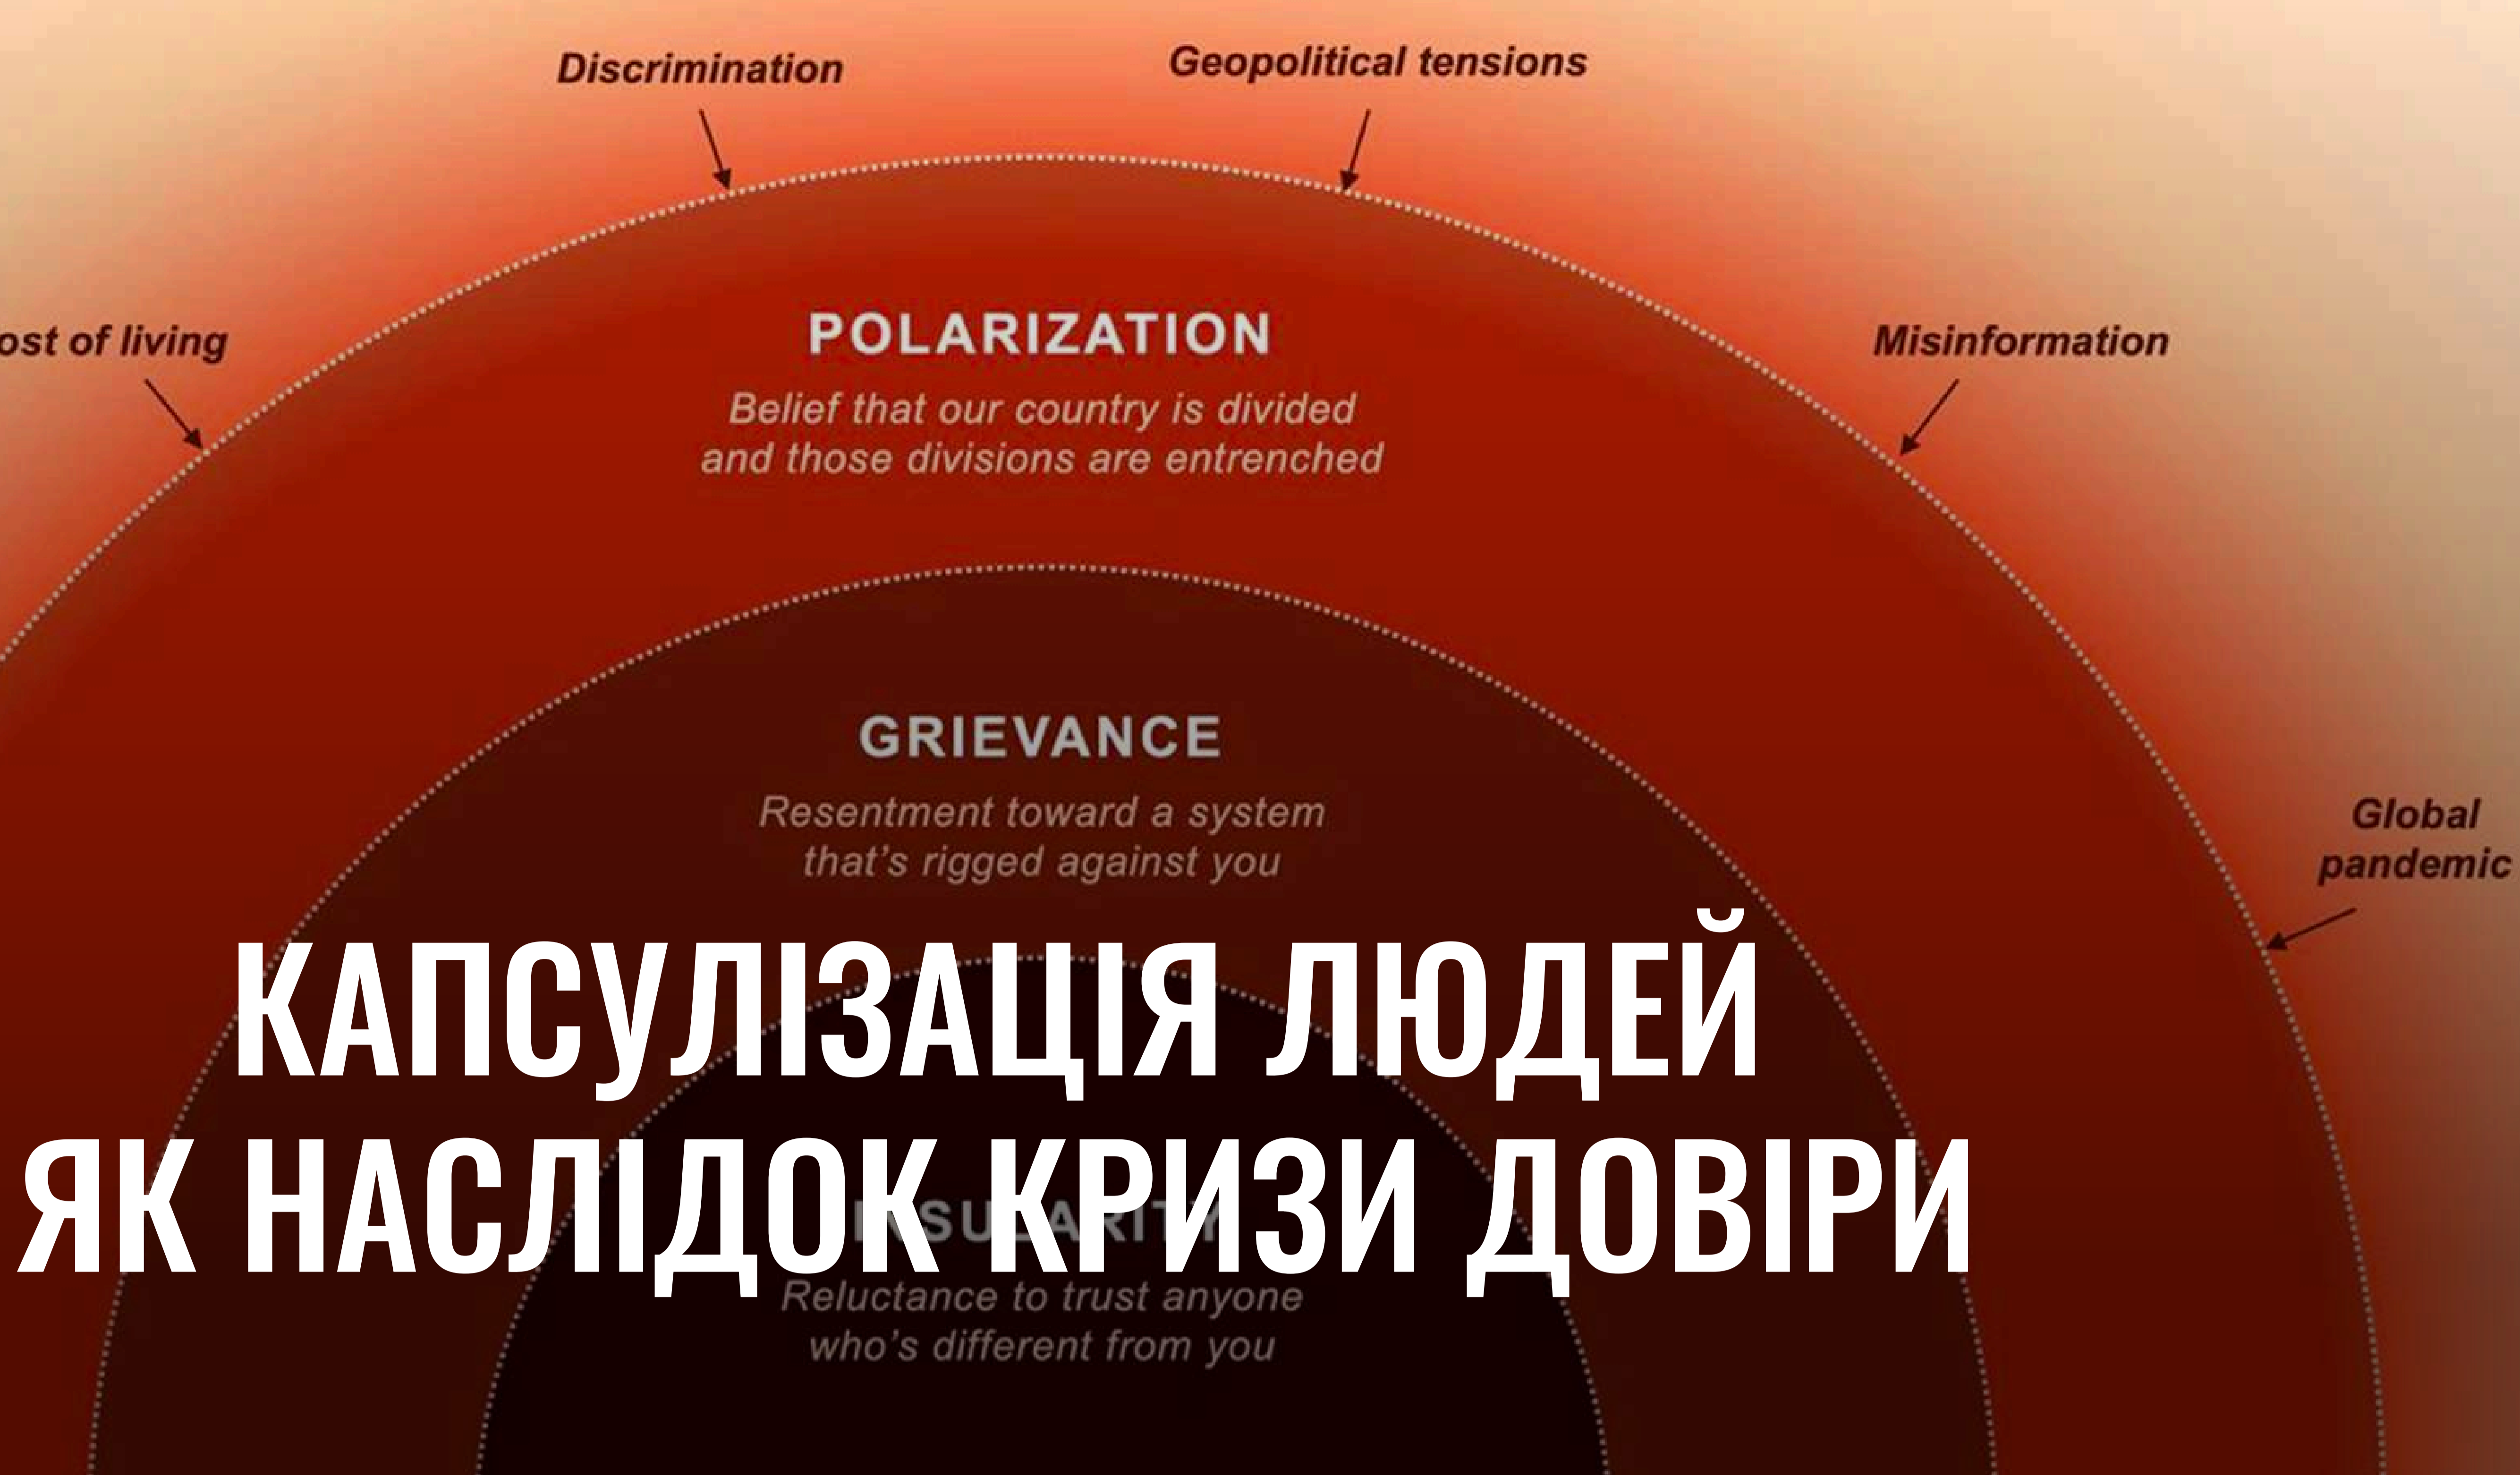 Discrimination
Geopolitical tensions
ost of living
Misinformation
POLARIZATION
Belief that our country is divided
and those divisions are entrenched
GRIEVANCE
Resentment toward a system
that's rigged against you
Global
pandemic
КАПСУЛІЗАЦІЯ ЛЮДЕЙ
ЯК НАСЛІДОК КРИЗИ ДОВІРИ
INSULARITY
Reluctance to trust anyone
who's different from you